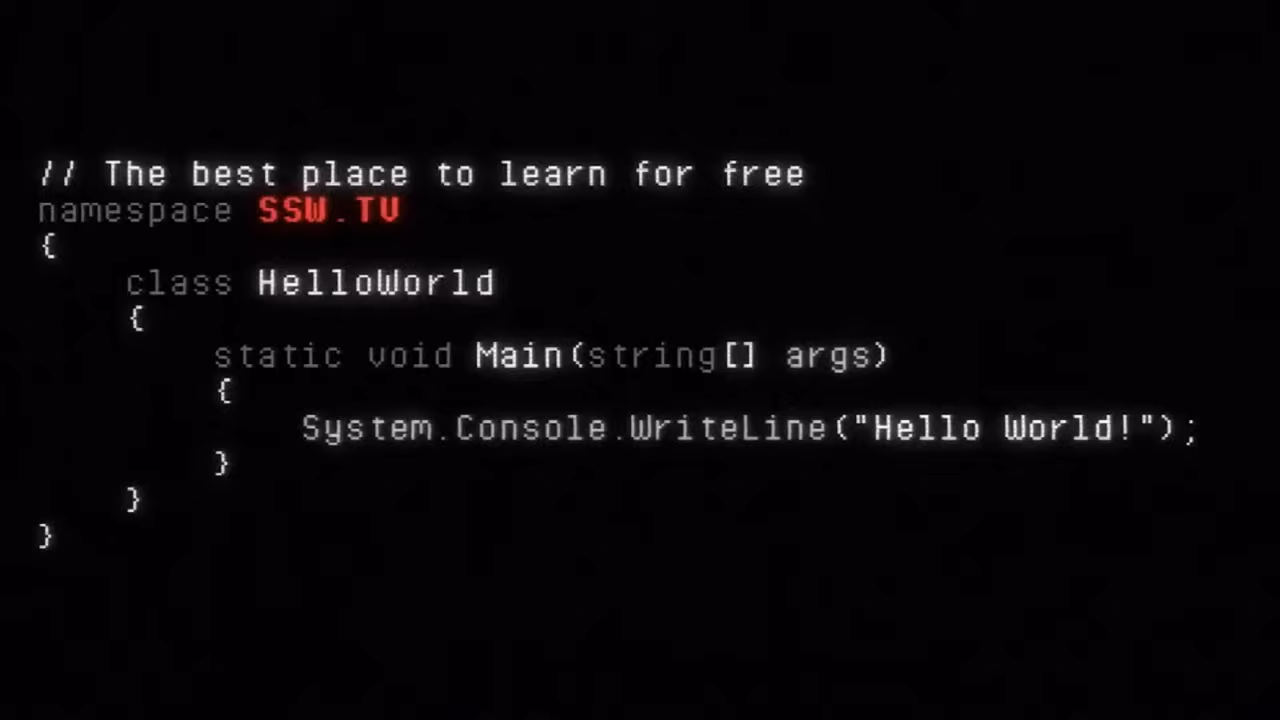 // The best place to learn for free
namespace SSW.TV
{
class HelloWorld
{
static void Main(string[] args)
{
System.Console.WriteLine("Hello World!");
}
}
}